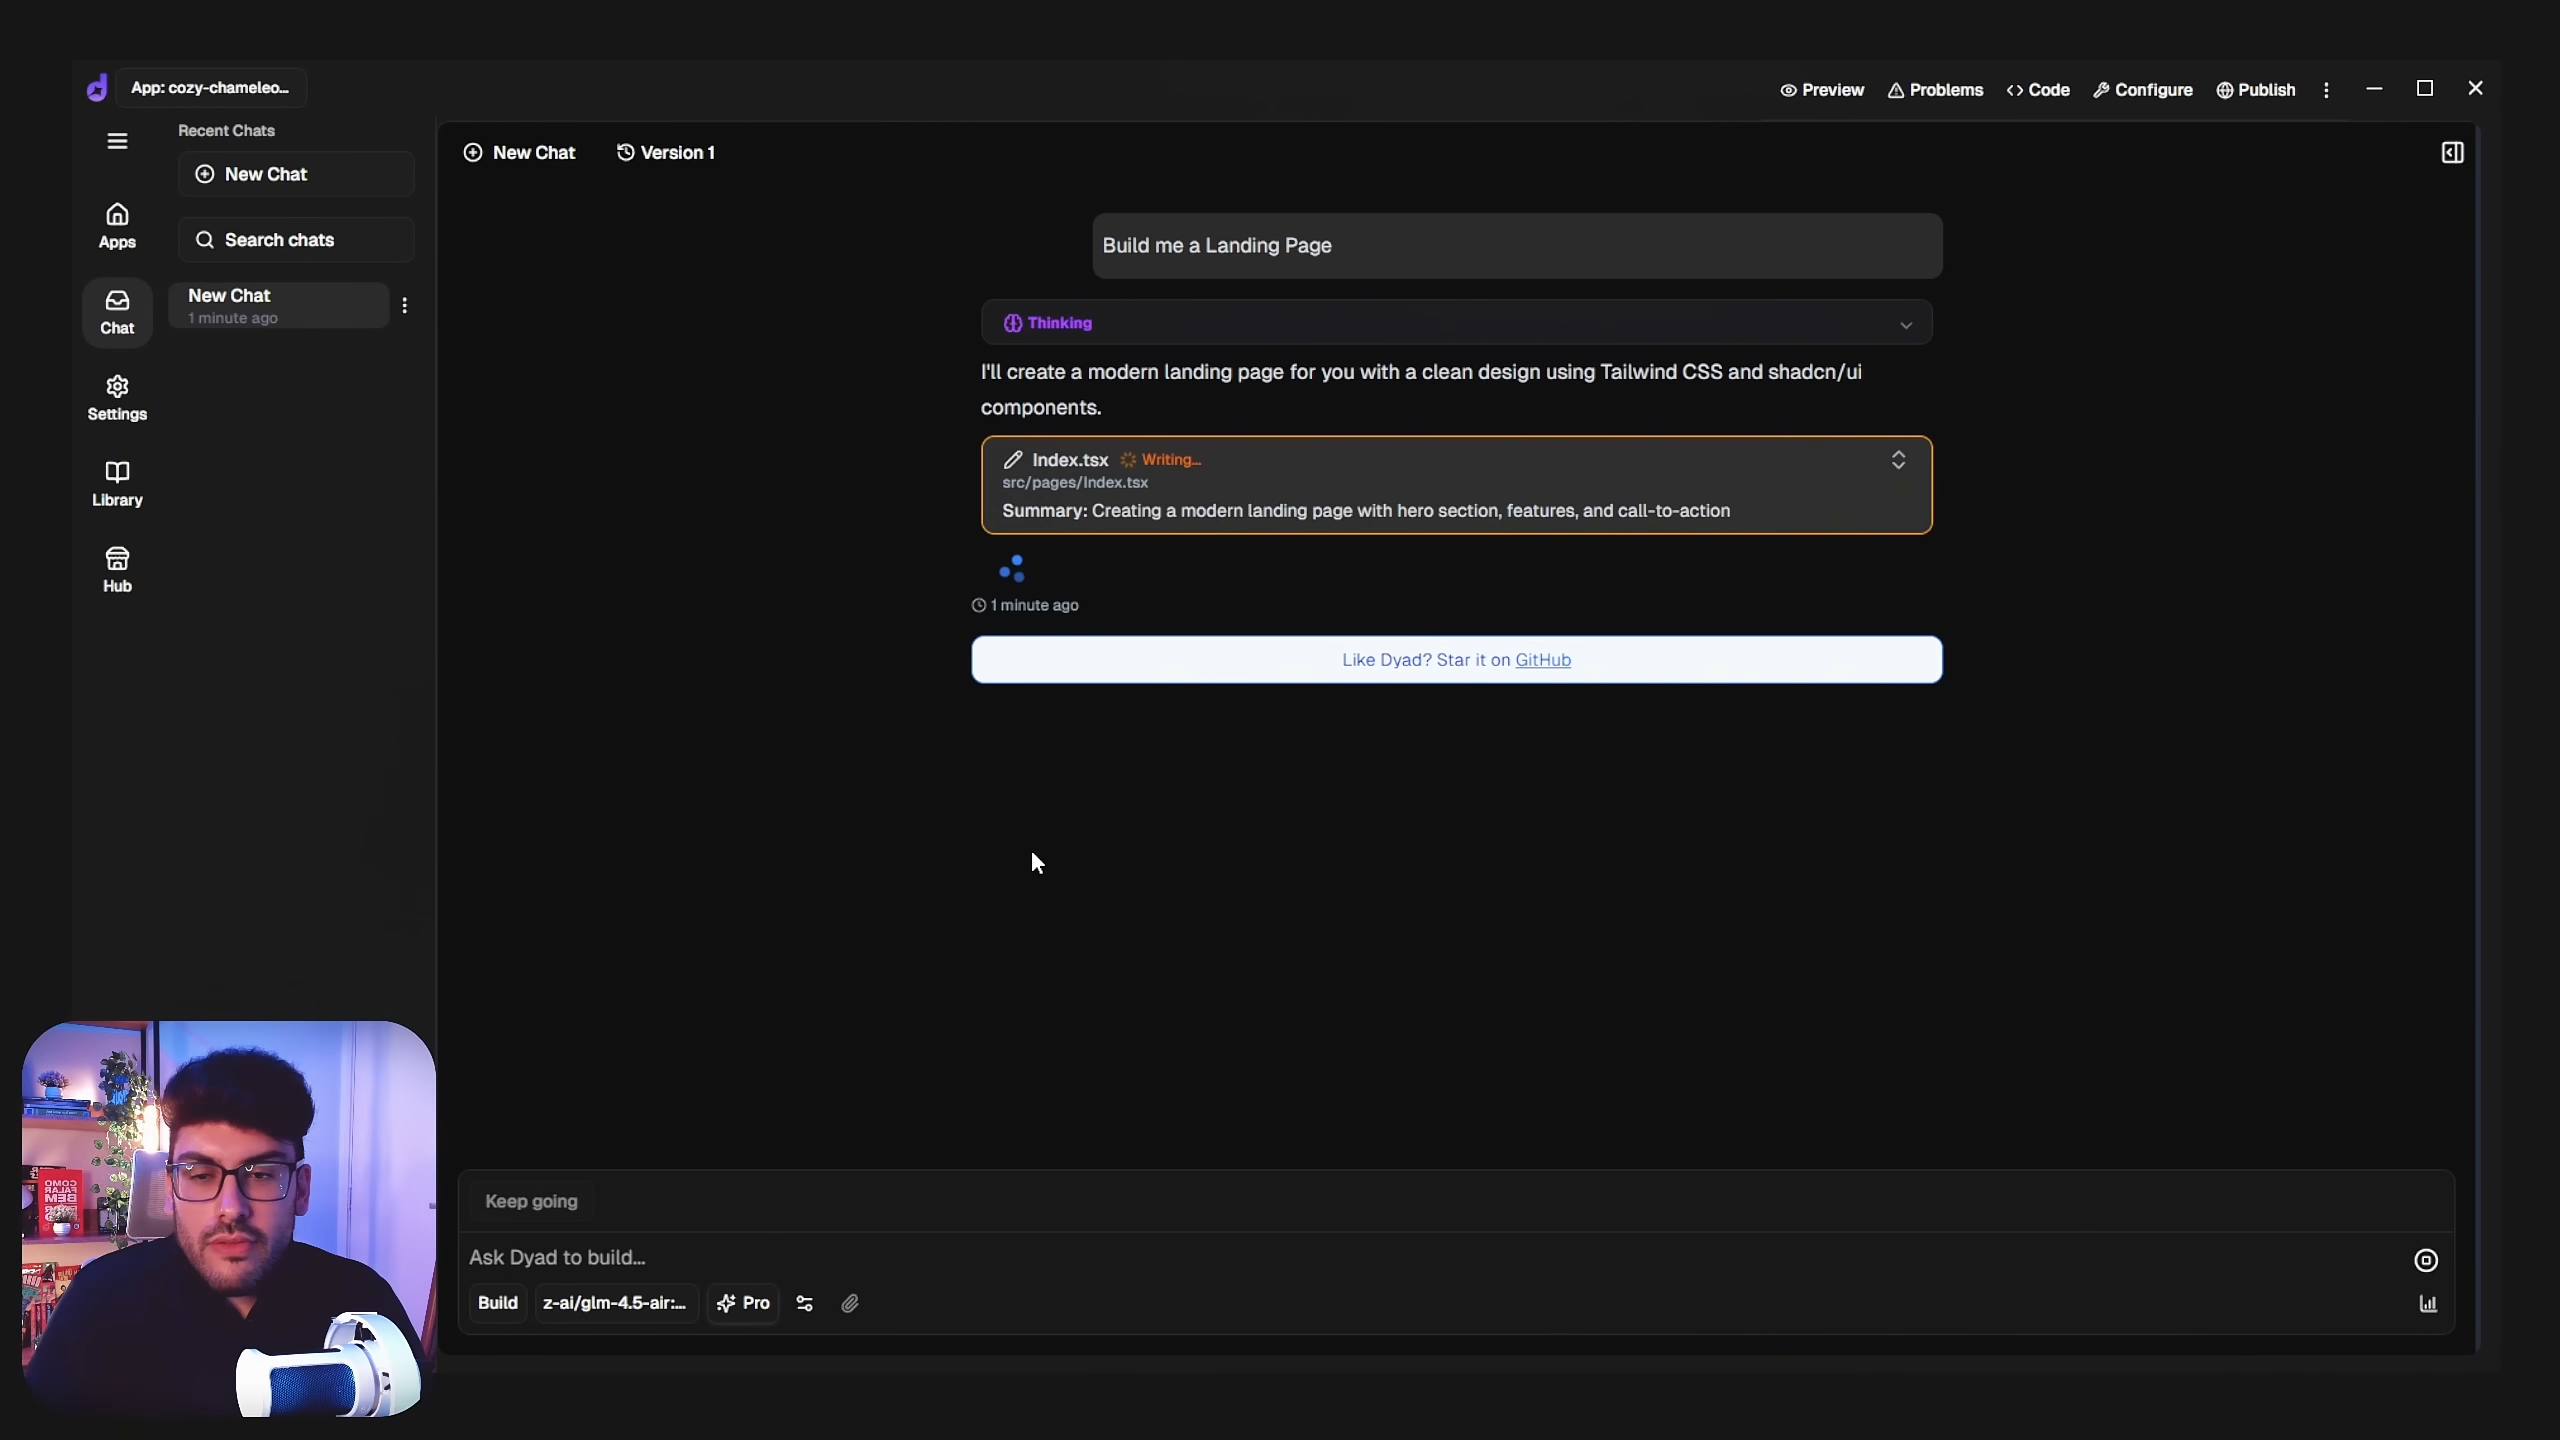 App: cozy-chameleo...
Preview
Problems
Code
Configure
Publish
Recent Chats
New Chat
Search chats
New Chat
1 minute ago
Apps
Chat
Settings
Library
Hub
New Chat
Version 1
Build me a Landing Page
Thinking
I'll create a modern landing page for you with a clean design using Tailwind CSS and shadcn/ui
components.
Index.tsx Writing...
src/pages/Index.tsx
Summary: Creating a modern landing page with hero section, features, and call-to-action
1 minute ago
Like Dyad? Star it on GitHub
Keep going
Ask Dyad to build...
Build
z-ai/glm-4.5-air:...
Pro
COMO
FALAR
BEM